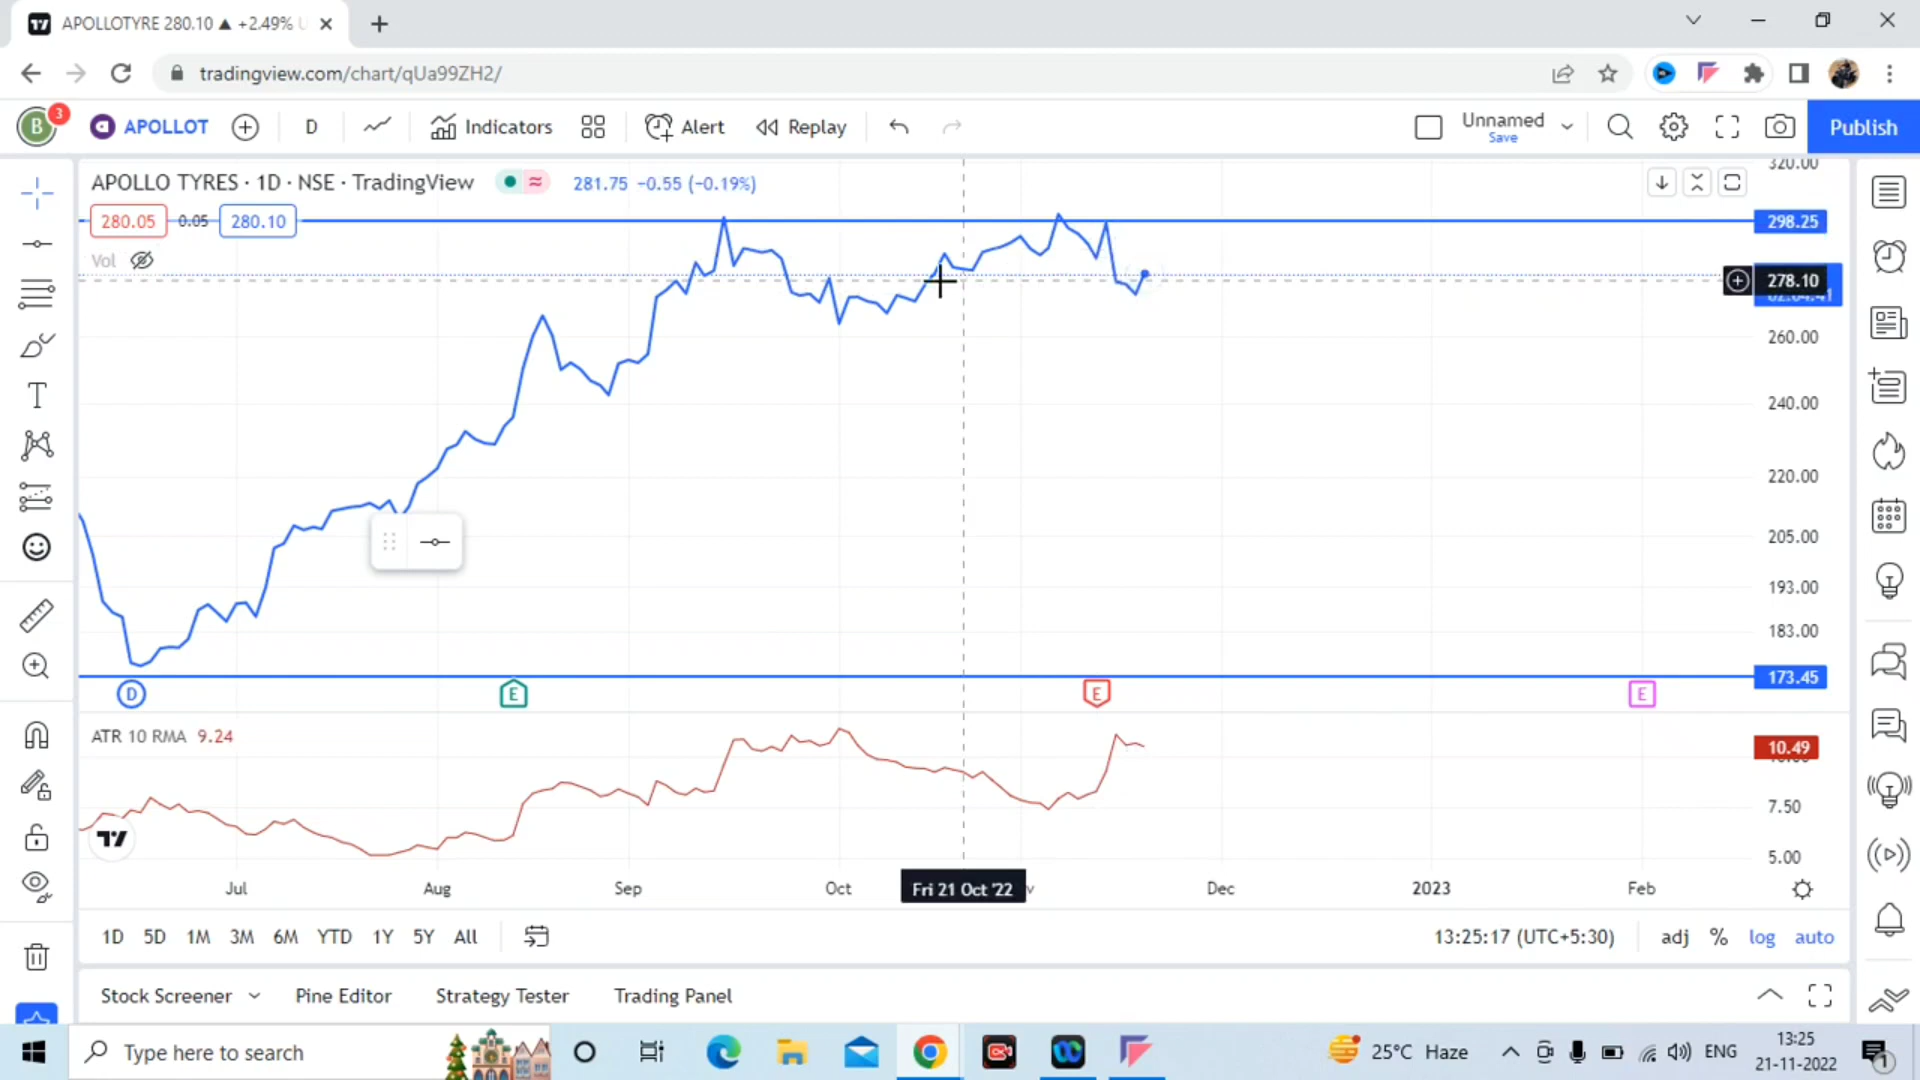 APOLLOTYRE 280.10 ▲ +2.49%
tradingview.com/chart/qUa99ZH2/
B 3 APOLLOT D Indicators Alert Replay Unnamed Save Publish
APOLLO TYRES · 1D · NSE · TradingView 281.75 −0.55 (−0.19%)
320.00
280.05 0.05 280.10 298.25
Vol
278.10
260.00
240.00
220.00
205.00
193.00
183.00
173.45
D E E E
ATR 10 RMA 9.24
10.49
7.50
5.00
Jul Aug Sep Oct Fri 21 Oct '22 Dec 2023 Feb
1D 5D 1M 3M 6M YTD 1Y 5Y All 13:25:17 (UTC+5:30) adj % log auto
Stock Screener Pine Editor Strategy Tester Trading Panel
Type here to search 25°C Haze ENG 13:25
21-11-2022 1